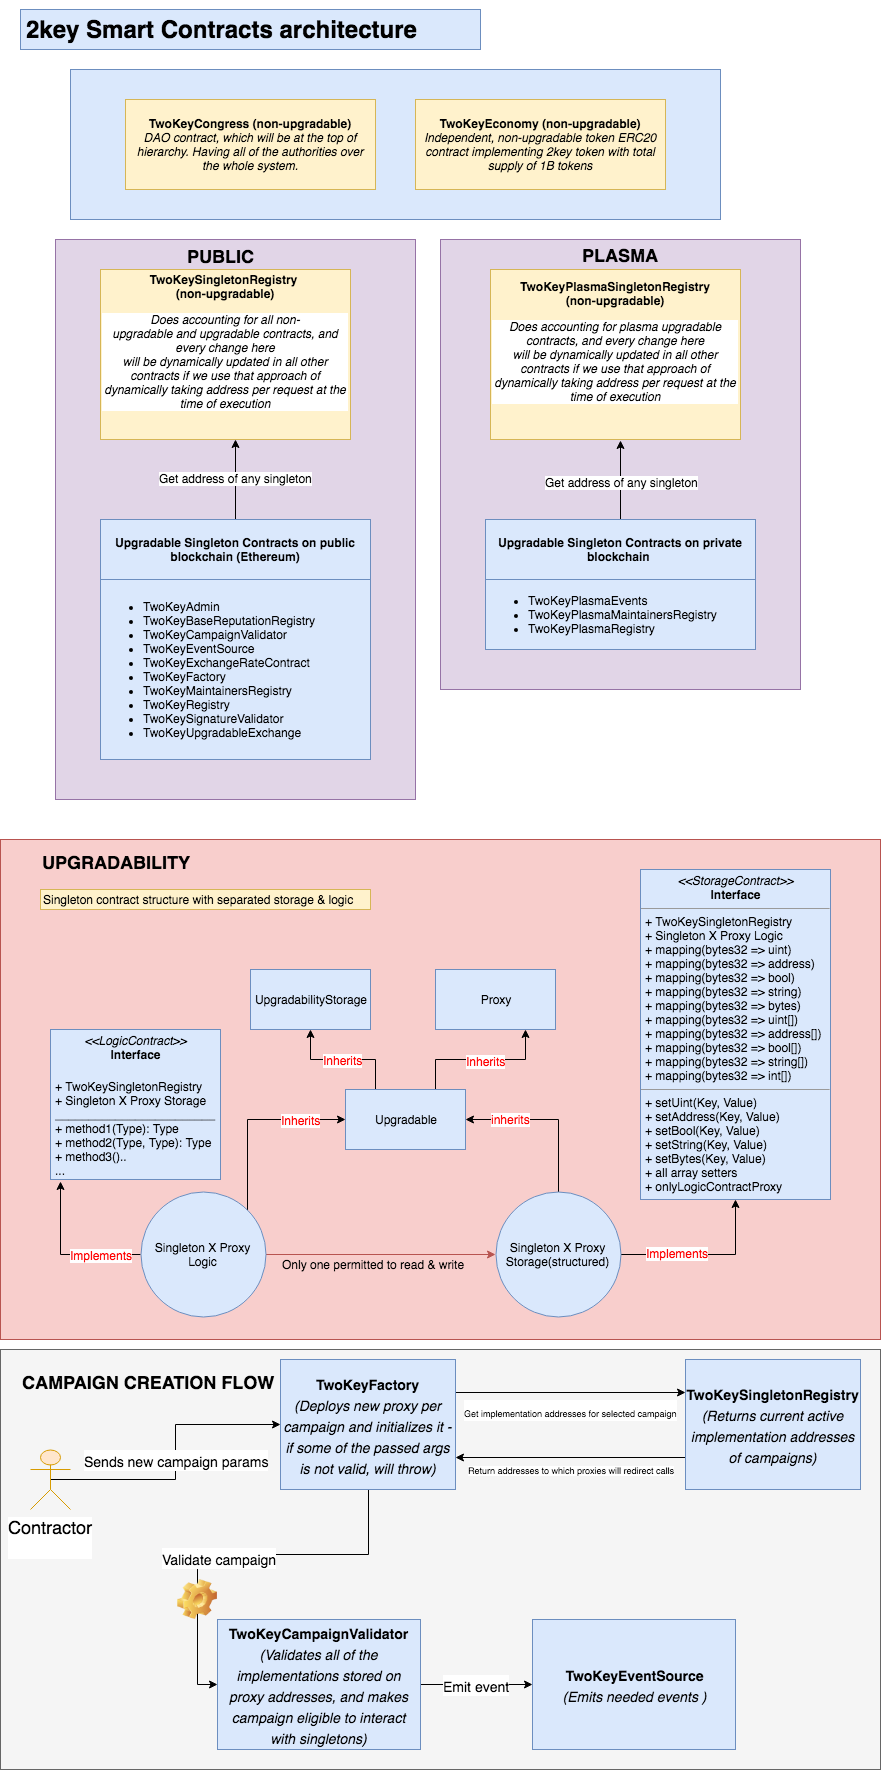 2key Smart Contracts architecture
TwoKeyCongress (non-upgradable)
DAO contract, which will be at the top of
hierarchy. Having all of the authorities over
the whole system.
TwoKeyEconomy (non-upgradable)
Independent, non-upgradable token ERC20
contract implementing 2key token with total
supply of 1B tokens
PUBLIC
TwoKeySingletonRegistry
(non-upgradable)
Does accounting for all non-
upgradable and upgradable contracts, and
every change here
will be dynamically updated in all other
contracts if we use that approach of
dynamically taking address per request at the
time of execution
Get address of any singleton
Upgradable Singleton Contracts on public
blockchain (Ethereum)
• TwoKeyAdmin
• TwoKeyBaseReputationRegistry
• TwoKeyCampaignValidator
• TwoKeyEventSource
• TwoKeyExchangeRateContract
• TwoKeyFactory
• TwoKeyMaintainersRegistry
• TwoKeyRegistry
• TwoKeySignatureValidator
• TwoKeyUpgradableExchange
PLASMA
TwoKeyPlasmaSingletonRegistry
(non-upgradable)
Does accounting for plasma upgradable
contracts, and every change here
will be dynamically updated in all other
contracts if we use that approach of
dynamically taking address per request at the
time of execution
Get address of any singleton
Upgradable Singleton Contracts on private
blockchain
• TwoKeyPlasmaEvents
• TwoKeyPlasmaMaintainersRegistry
• TwoKeyPlasmaRegistry
UPGRADABILITY
Singleton contract structure with separated storage & logic
UpgradabilityStorage
Proxy
Inherits
Inherits
Upgradable
Inherits
inherits
<<LogicContract>>
Interface
+ TwoKeySingletonRegistry
+ Singleton X Proxy Storage
+ method1(Type): Type
+ method2(Type, Type): Type
+ method3()..
...
<<StorageContract>>
Interface
+ TwoKeySingletonRegistry
+ Singleton X Proxy Logic
+ mapping(bytes32 => uint)
+ mapping(bytes32 => address)
+ mapping(bytes32 => bool)
+ mapping(bytes32 => string)
+ mapping(bytes32 => bytes)
+ mapping(bytes32 => uint[])
+ mapping(bytes32 => address[])
+ mapping(bytes32 => bool[])
+ mapping(bytes32 => string[])
+ mapping(bytes32 => int[])
+ setUint(Key, Value)
+ setAddress(Key, Value)
+ setBool(Key, Value)
+ setString(Key, Value)
+ setBytes(Key, Value)
+ all array setters
+ onlyLogicContractProxy
Implements
Singleton X Proxy
Logic
Only one permitted to read & write
Singleton X Proxy
Storage(structured)
Implements
CAMPAIGN CREATION FLOW
TwoKeyFactory
(Deploys new proxy per
campaign and initializes it -
if some of the passed args
is not valid, will throw)
Get implementation addresses for selected campaign
Return addresses to which proxies will redirect calls
TwoKeySingletonRegistry
(Returns current active
implementation addresses
of campaigns)
Sends new campaign params
Contractor
Validate campaign
TwoKeyCampaignValidator
(Validates all of the
implementations stored on
proxy addresses, and makes
campaign eligible to interact
with singletons)
Emit event
TwoKeyEventSource
(Emits needed events )